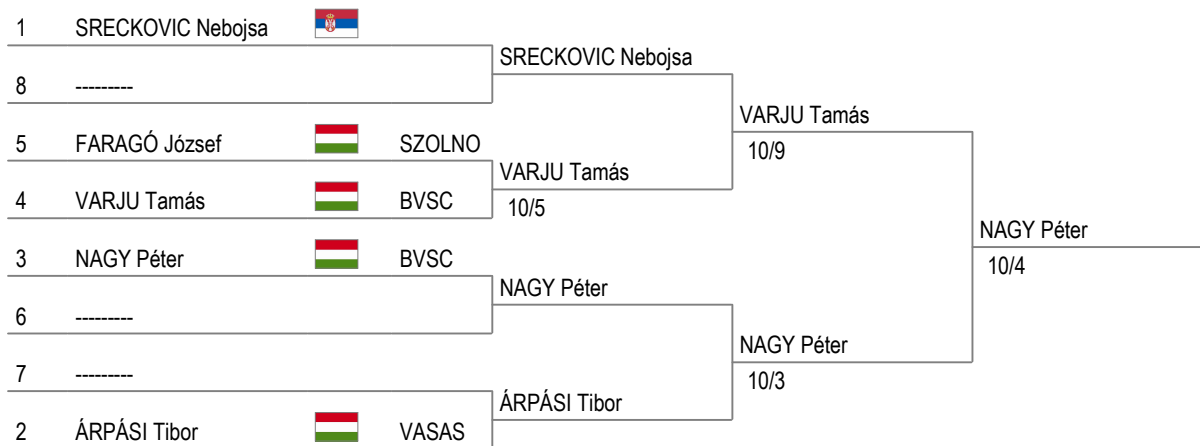 1 SRECKOVIC Nebojsa
SRECKOVIC Nebojsa
8 ---------
VARJU Tamás
10/9
5 FARAGÓ József SZOLNO
VARJU Tamás
10/5
4 VARJU Tamás BVSC
NAGY Péter
10/4
3 NAGY Péter BVSC
NAGY Péter
6 ---------
NAGY Péter
10/3
7 ---------
ÁRPÁSI Tibor
2 ÁRPÁSI Tibor VASAS